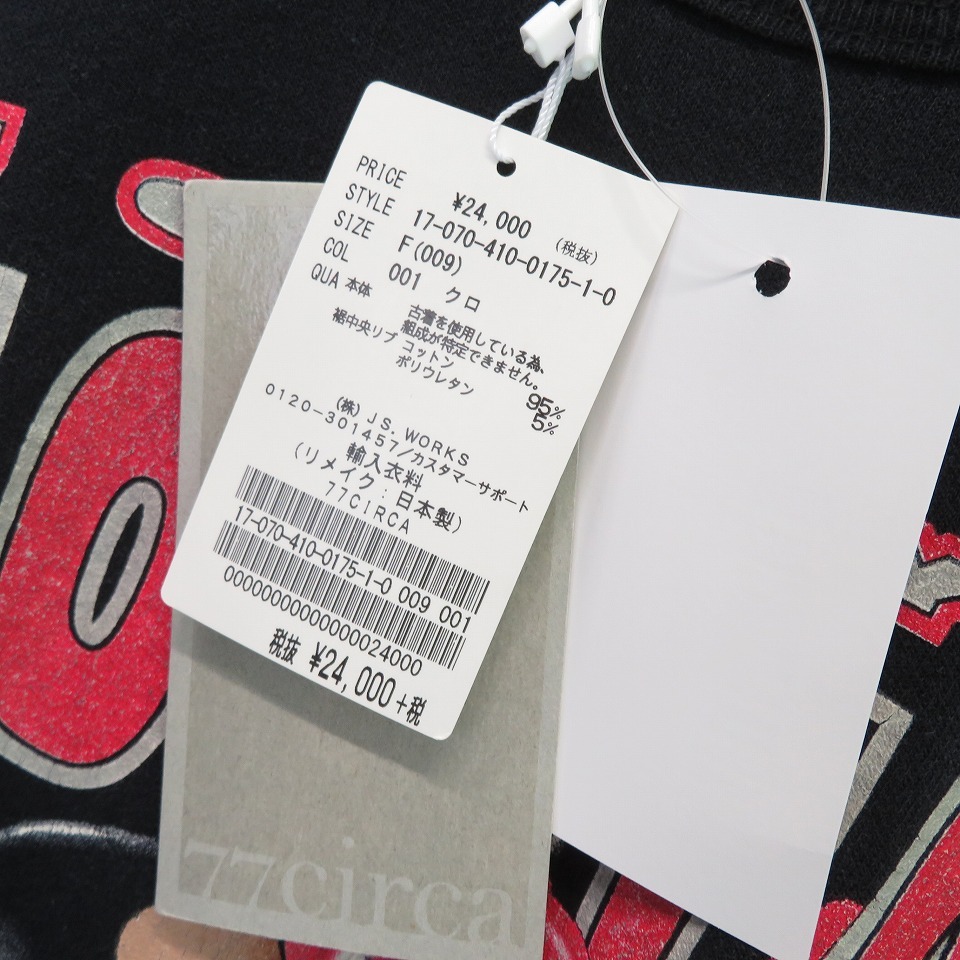 PRICE ¥24,000 (税抜)
STYLE 17-070-410-0175-1-0
SIZE F(009)
COL 001 クロ
QUA 本体 古着を使用している為、
組成が特定できません。
裾中央リブ コットン 95%
ポリウレタン 5%
(株)JS.WORKS
0120-301457/カスタマーサポート
輸入衣料
(リメイク:日本製)
77CIRCA
17-070-410-0175-1-0 009 001
0000000000000024000
税抜 ¥24,000+税
77circa